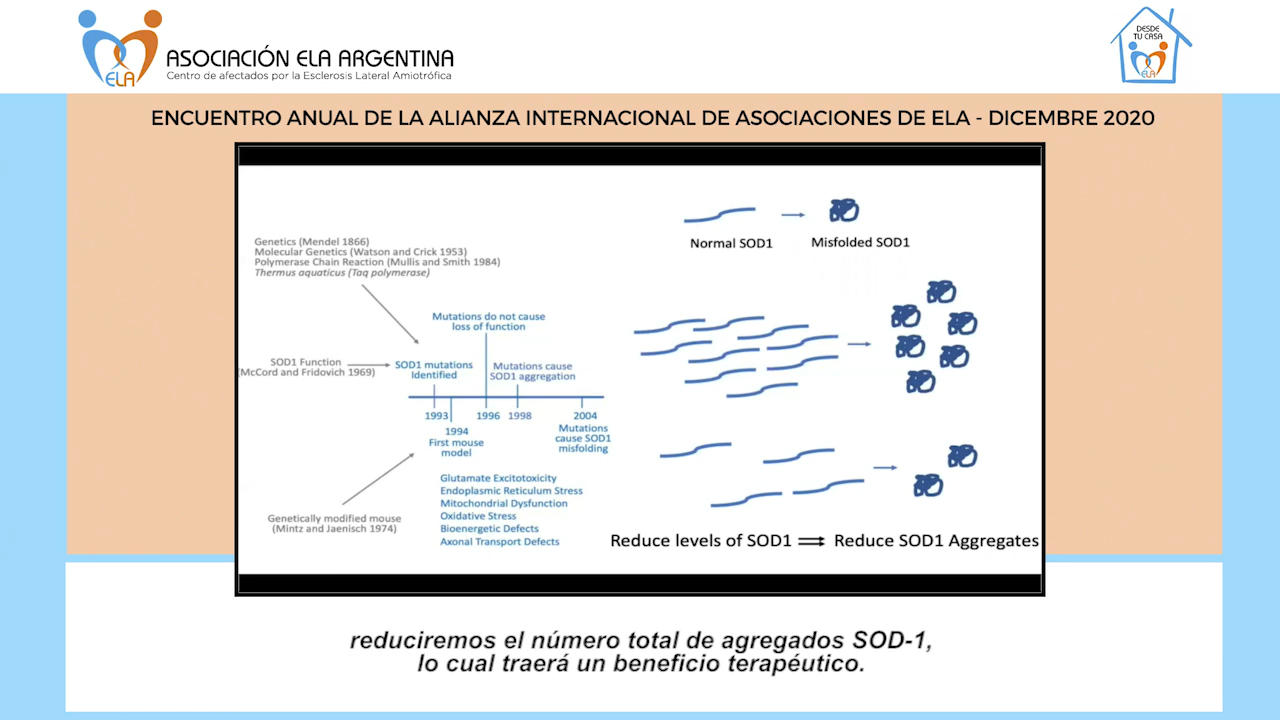 ASOCIACIÓN ELA ARGENTINA
Centro de afectados por la Esclerosis Lateral Amiotrófica
ELA
DESDE
TU CASA
ELA
ENCUENTRO ANUAL DE LA ALIANZA INTERNACIONAL DE ASOCIACIONES DE ELA - DICEMBRE 2020
Genetics (Mendel 1866)
Molecular Genetics (Watson and Crick 1953)
Polymerase Chain Reaction (Mullis and Smith 1984)
Thermus aquaticus (Taq polymerase)
Mutations do not cause
loss of function
SOD1 Function
(McCord and Fridovich 1969)
SOD1 mutations
Identified
Mutations cause
SOD1 aggregation
1993
1996
1998
2004
1994
First mouse
model
Mutations
cause SOD1
misfolding
Glutamate Excitotoxicity
Endoplasmic Reticulum Stress
Mitochondrial Dysfunction
Oxidative Stress
Bioenergetic Defects
Axonal Transport Defects
Genetically modified mouse
(Mintz and Jaenisch 1974)
Normal SOD1
Misfolded SOD1
Reduce levels of SOD1 ⇒ Reduce SOD1 Aggregates
reduciremos el número total de agregados SOD-1,
lo cual traerá un beneficio terapéutico.